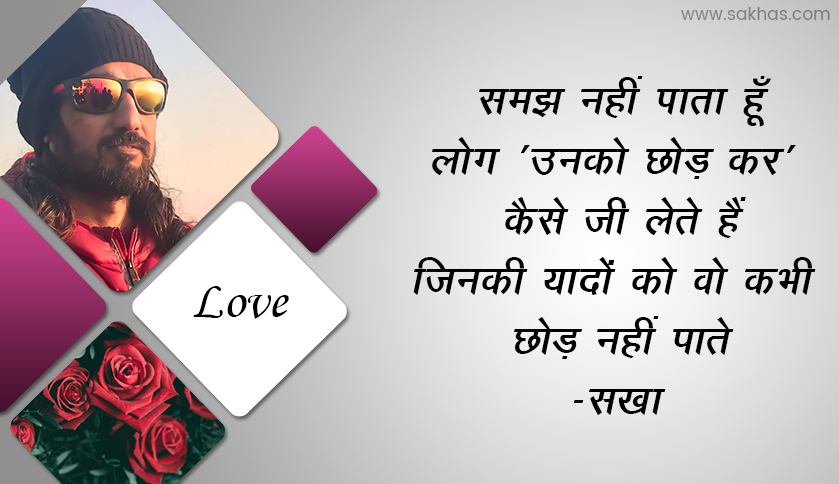 www.sakhas.com
समझ नहीं पाता हूँ
लोग 'उनको छोड़ कर'
कैसे जी लेते हैं
जिनकी यादों को वो कभी
छोड़ नहीं पाते
-सखा
Love